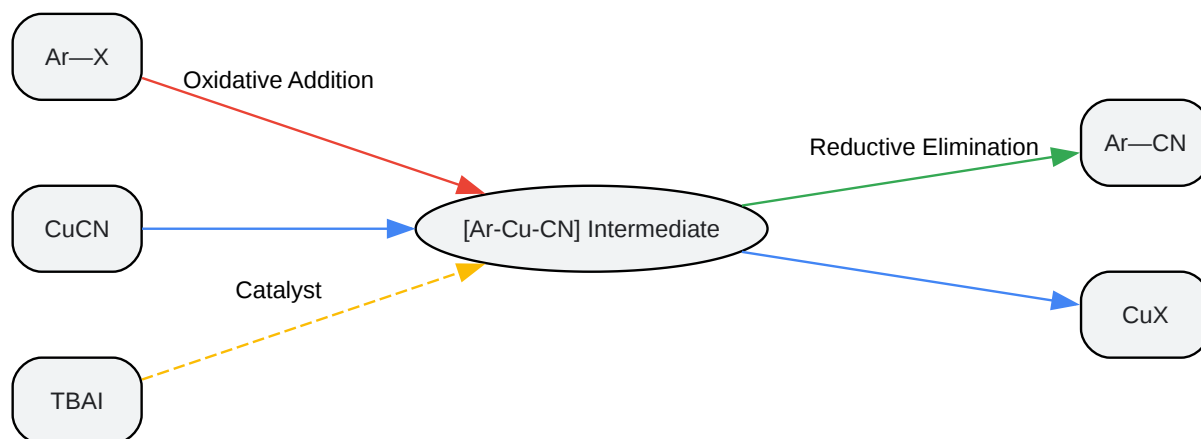 Ar—X
Oxidative Addition
CuCN
Catalyst
TBAI
[Ar-Cu-CN] Intermediate
Reductive Elimination
Ar—CN
CuX